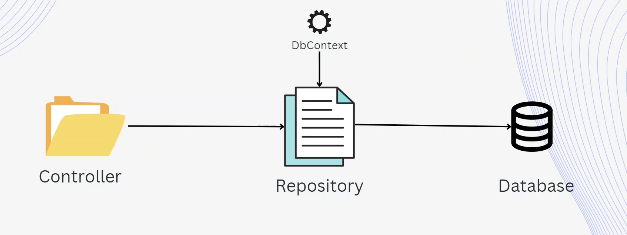 DbContext
Controller
Repository
Database